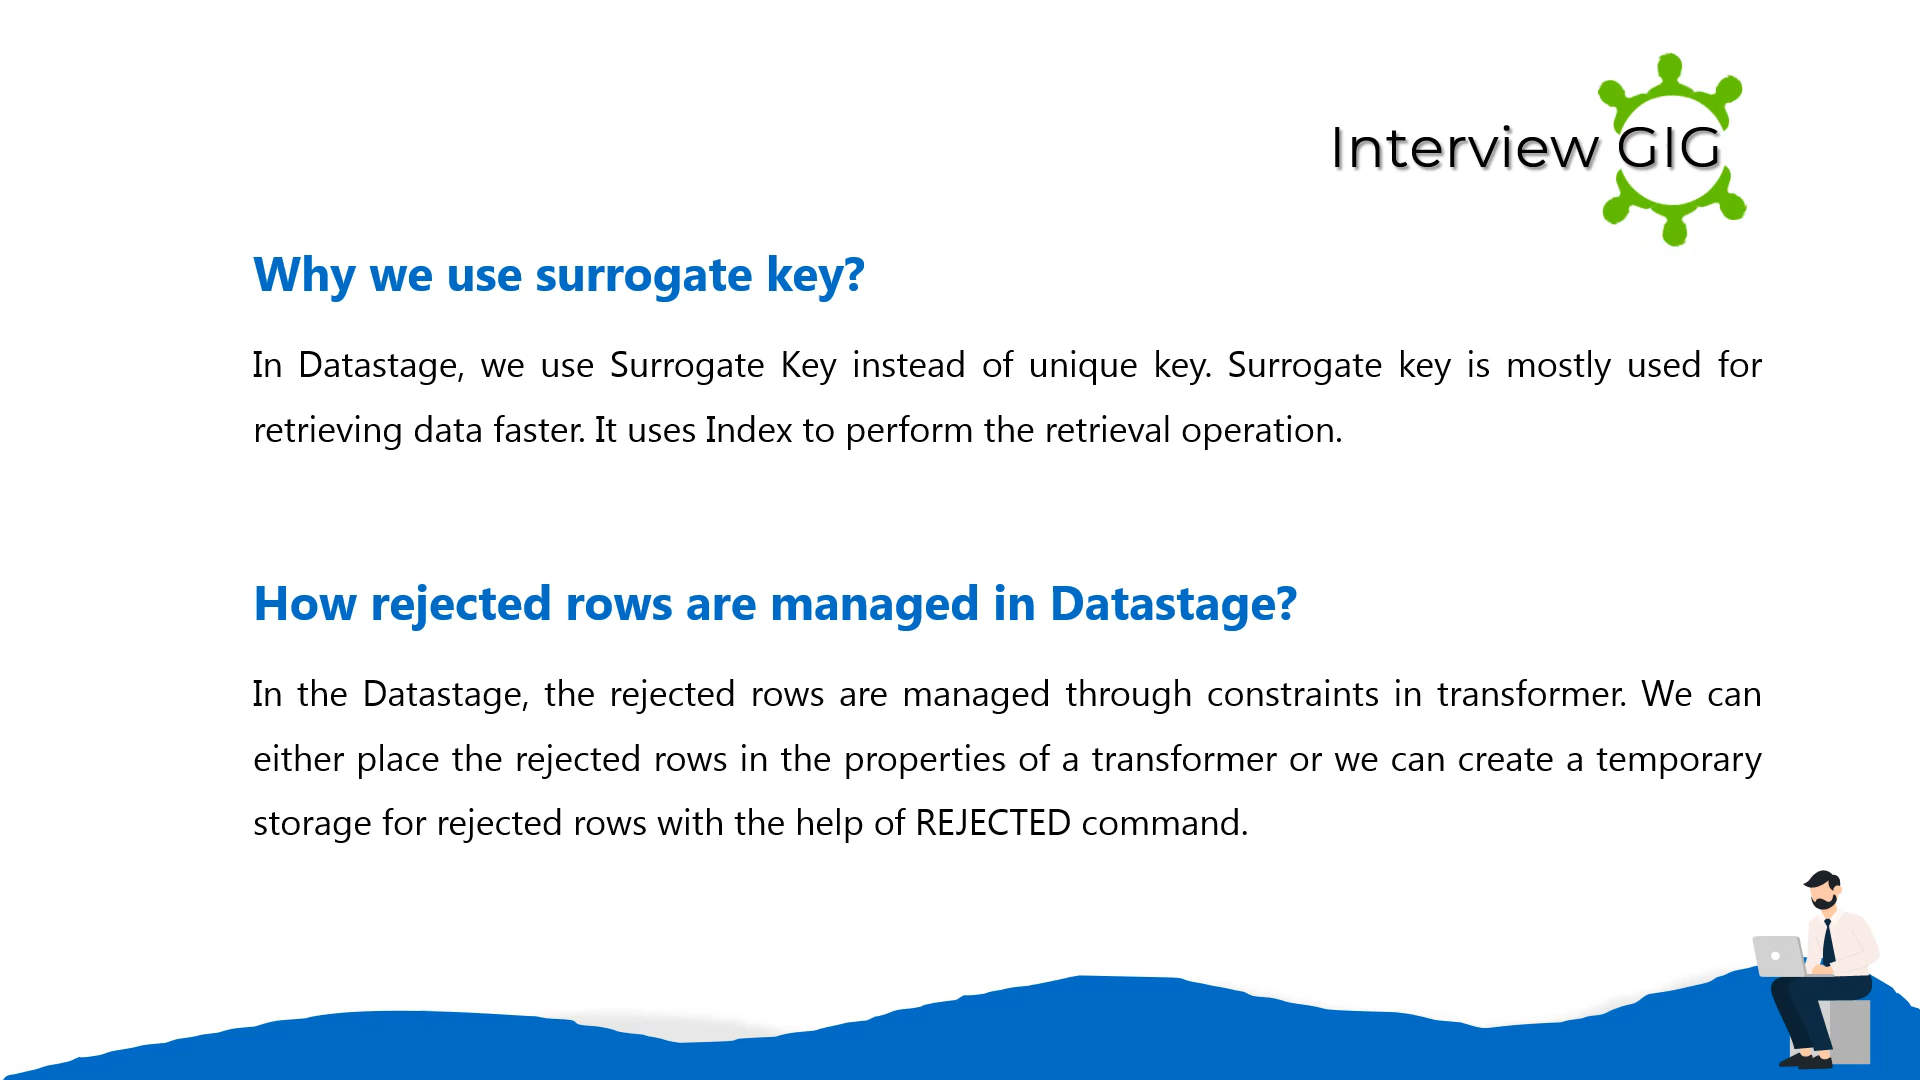 Interview GIG
Why we use surrogate key?
In Datastage, we use Surrogate Key instead of unique key. Surrogate key is mostly used for
retrieving data faster. It uses Index to perform the retrieval operation.
How rejected rows are managed in Datastage?
In the Datastage, the rejected rows are managed through constraints in transformer. We can
either place the rejected rows in the properties of a transformer or we can create a temporary
storage for rejected rows with the help of REJECTED command.